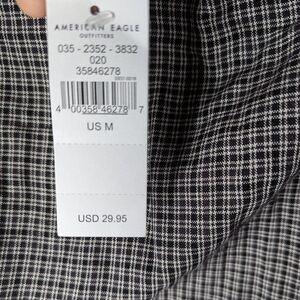 AMERICAN EAGLE
OUTFITTERS
035 - 2352 - 3832
020
35846278
4 00358 46278 7
US M
USD 29.95